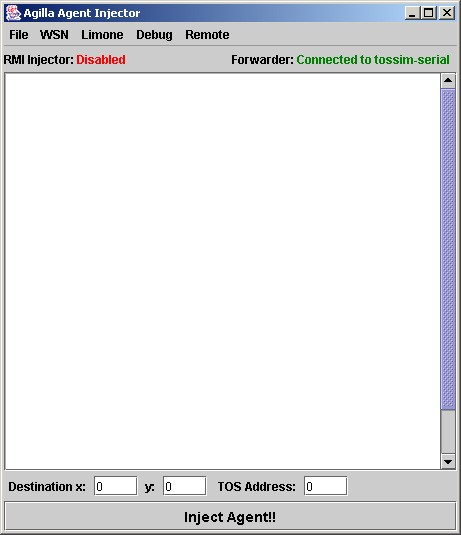 Agilla Agent Injector
File WSN Limone Debug Remote
RMI Injector: Disabled Forwarder: Connected to tossim-serial
Destination x: 0 y: 0 TOS Address: 0
Inject Agent!!